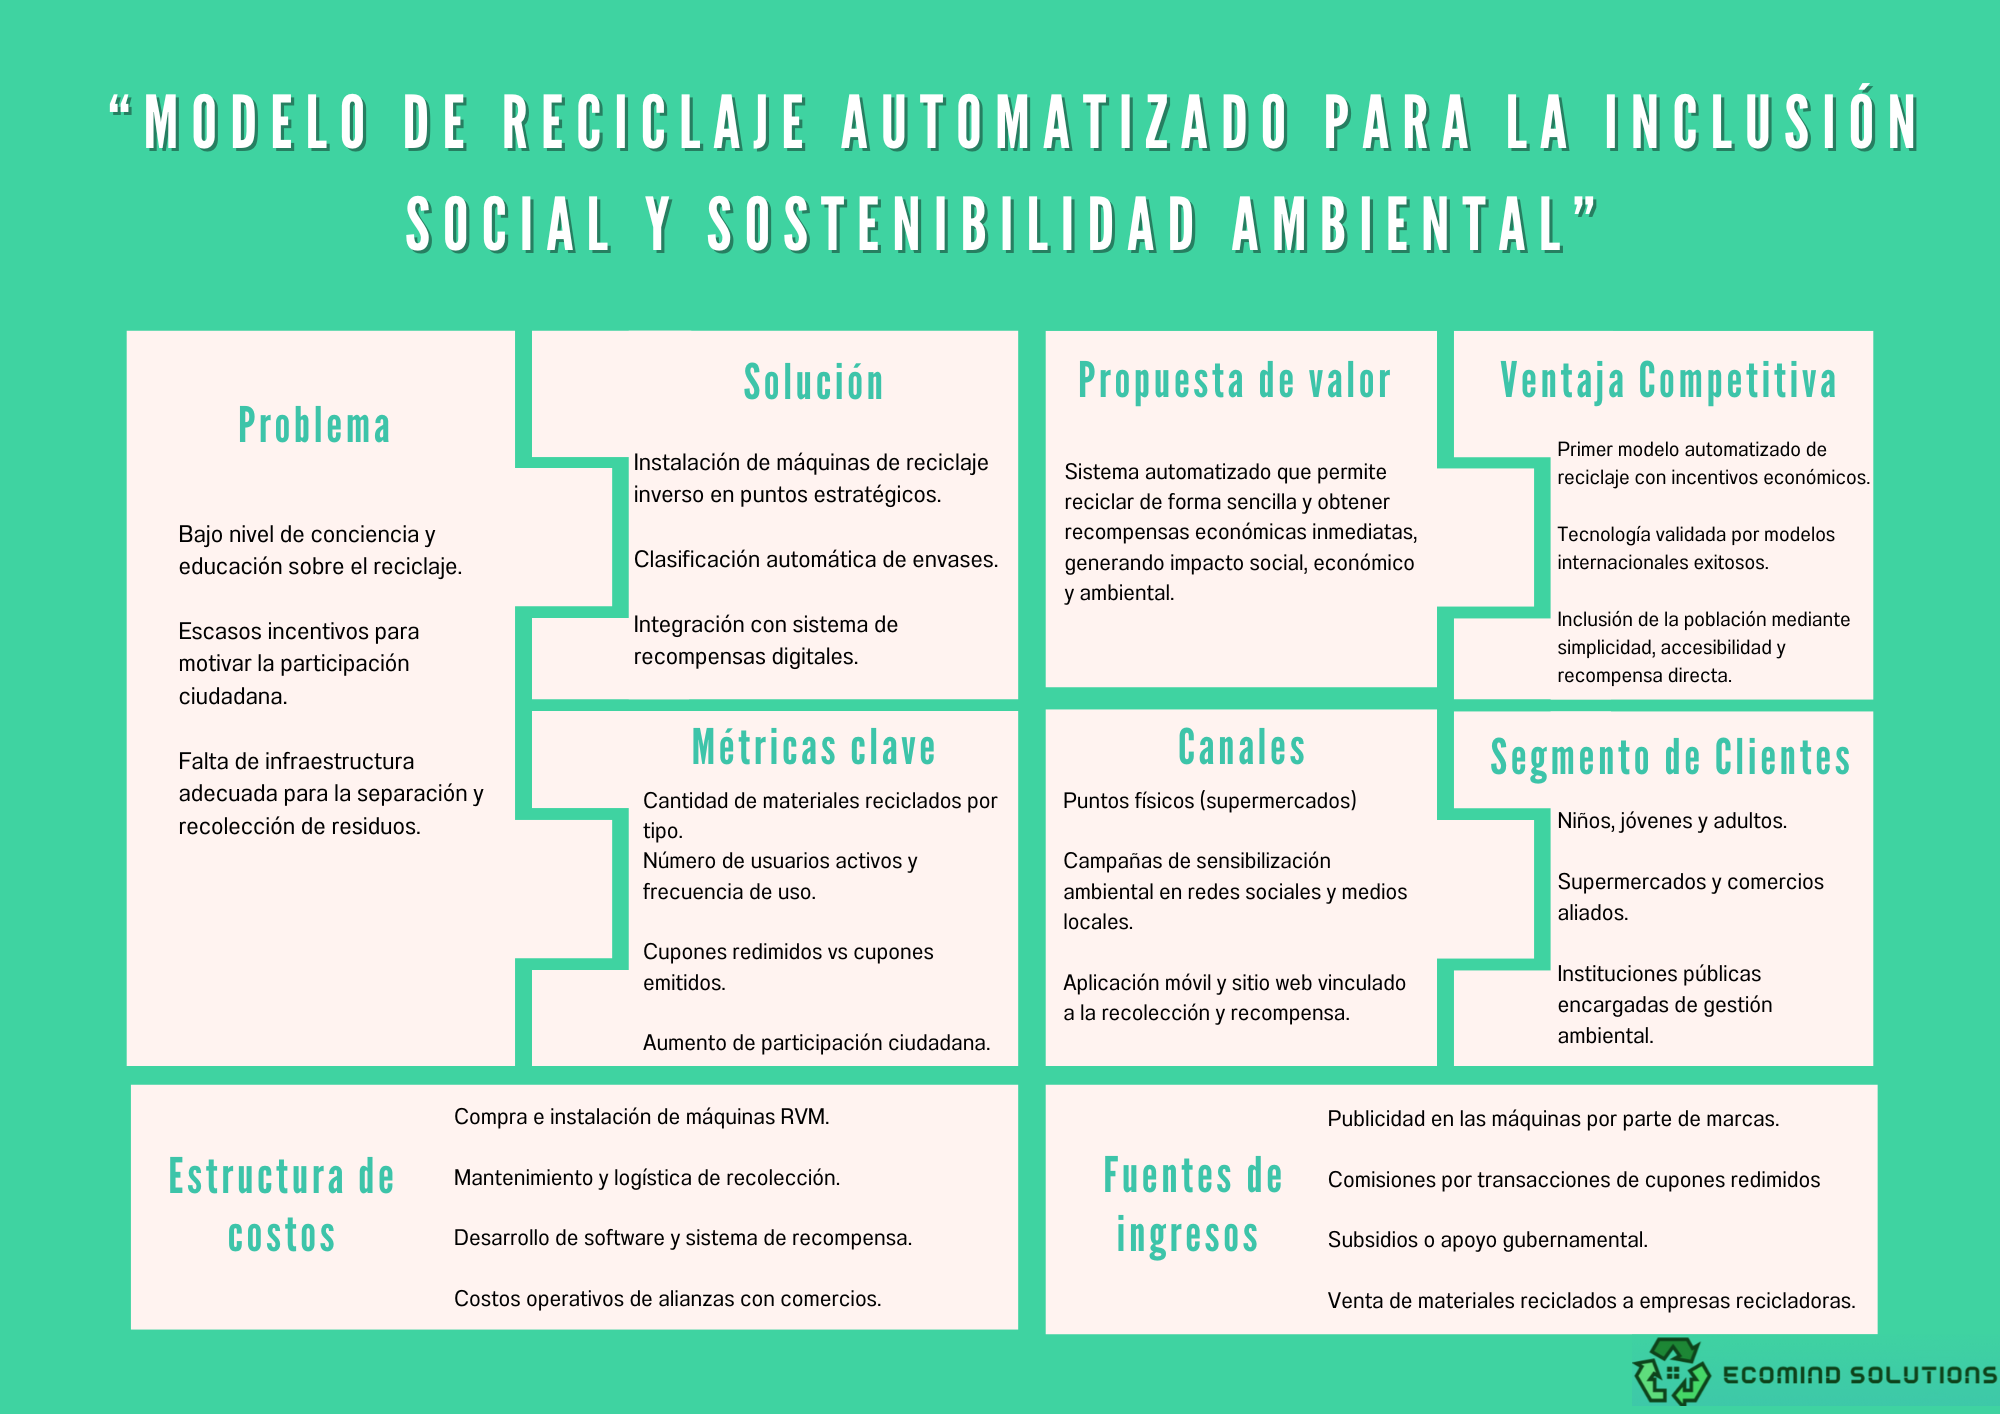 “MODELO DE RECICLAJE AUTOMATIZADO PARA LA INCLUSIÓN
SOCIAL Y SOSTENIBILIDAD AMBIENTAL”
Problema
Bajo nivel de conciencia y
educación sobre el reciclaje.
Escasos incentivos para
motivar la participación
ciudadana.
Falta de infraestructura
adecuada para la separación y
recolección de residuos.
Solución
Instalación de máquinas de reciclaje
inverso en puntos estratégicos.
Clasificación automática de envases.
Integración con sistema de
recompensas digitales.
Métricas clave
Cantidad de materiales reciclados por
tipo.
Número de usuarios activos y
frecuencia de uso.
Cupones redimidos vs cupones
emitidos.
Aumento de participación ciudadana.
Propuesta de valor
Sistema automatizado que permite
reciclar de forma sencilla y obtener
recompensas económicas inmediatas,
generando impacto social, económico
y ambiental.
Canales
Puntos físicos (supermercados)
Campañas de sensibilización
ambiental en redes sociales y medios
locales.
Aplicación móvil y sitio web vinculado
a la recolección y recompensa.
Ventaja Competitiva
Primer modelo automatizado de
reciclaje con incentivos económicos.
Tecnología validada por modelos
internacionales exitosos.
Inclusión de la población mediante
simplicidad, accesibilidad y
recompensa directa.
Segmento de Clientes
Niños, jóvenes y adultos.
Supermercados y comercios
aliados.
Instituciones públicas
encargadas de gestión
ambiental.
Estructura de
costos
Compra e instalación de máquinas RVM.
Mantenimiento y logística de recolección.
Desarrollo de software y sistema de recompensa.
Costos operativos de alianzas con comercios.
Fuentes de
ingresos
Publicidad en las máquinas por parte de marcas.
Comisiones por transacciones de cupones redimidos
Subsidios o apoyo gubernamental.
Venta de materiales reciclados a empresas recicladoras.
ECOMIND SOLUTIONS